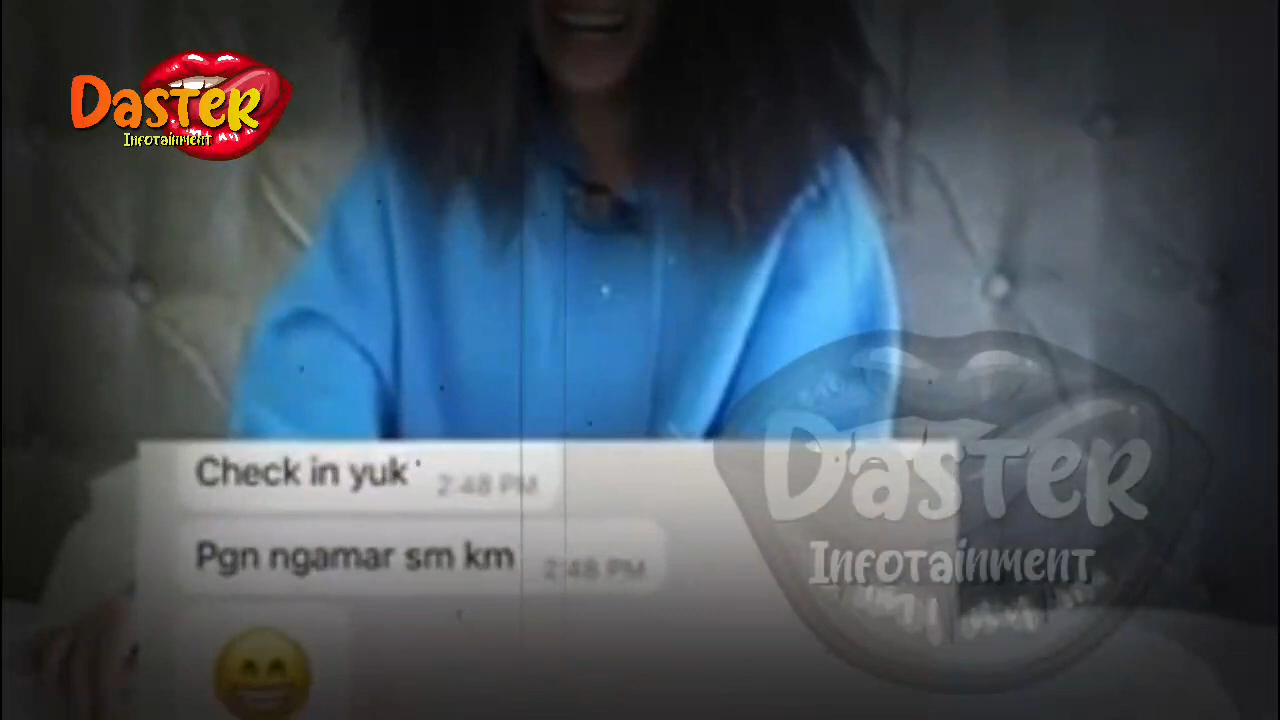 DasTeR
Infotainment
Check in yuk
2:48 PM
Pgn ngamar sm km
2:48 PM
DasTeR
Infotainment